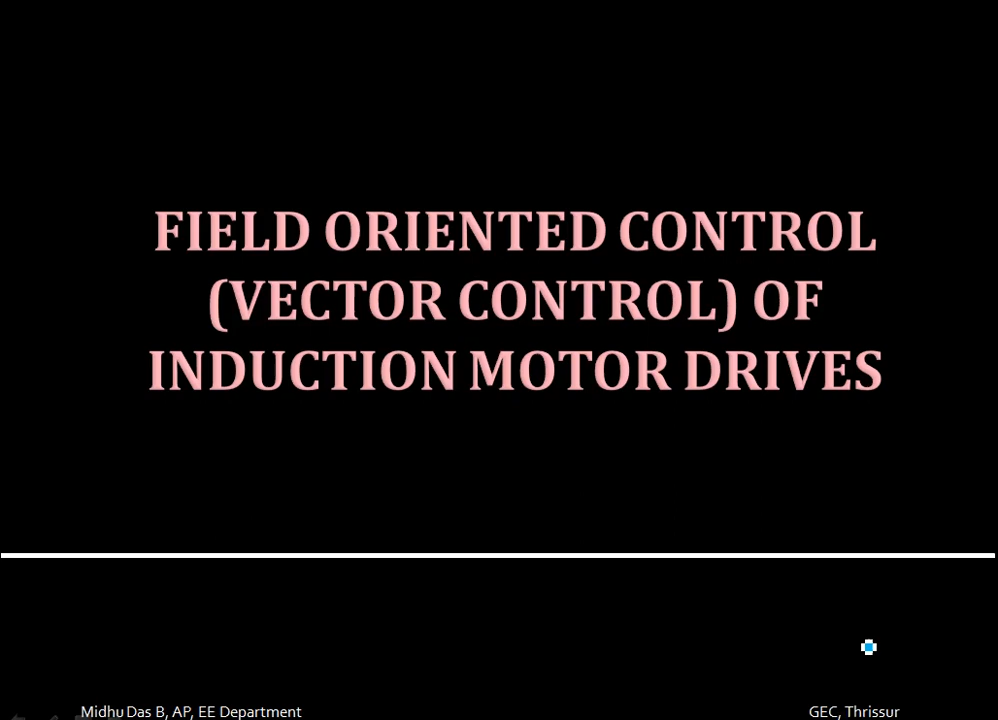 FIELD ORIENTED CONTROL
(VECTOR CONTROL) OF
INDUCTION MOTOR DRIVES
Midhu Das B, AP, EE Department
GEC, Thrissur